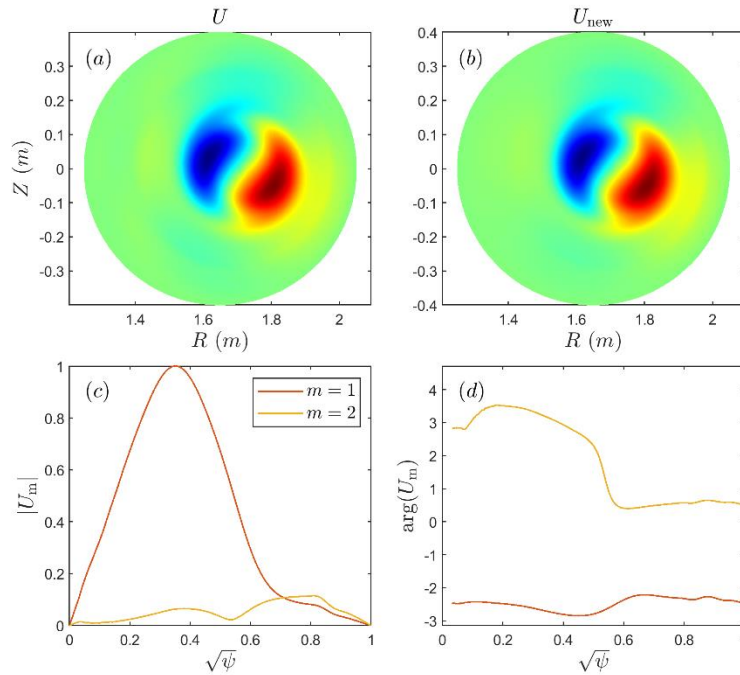 U
U_new
(a)
0.4
0.3
0.2
0.1
0
-0.1
-0.2
-0.3
Z (m)
1.4 1.6 1.8 2
R (m)
(b)
0.4
0.3
0.2
0.1
0
-0.1
-0.2
-0.3
-0.4
1.4 1.6 1.8 2
R (m)
(c)
m = 1
m = 2
1
0.8
0.6
0.4
0.2
0
|U_m|
0 0.2 0.4 0.6 0.8 1
√ψ
(d)
4
3
2
1
0
-1
-2
-3
arg(U_m)
0 0.2 0.4 0.6 0.8
√ψ